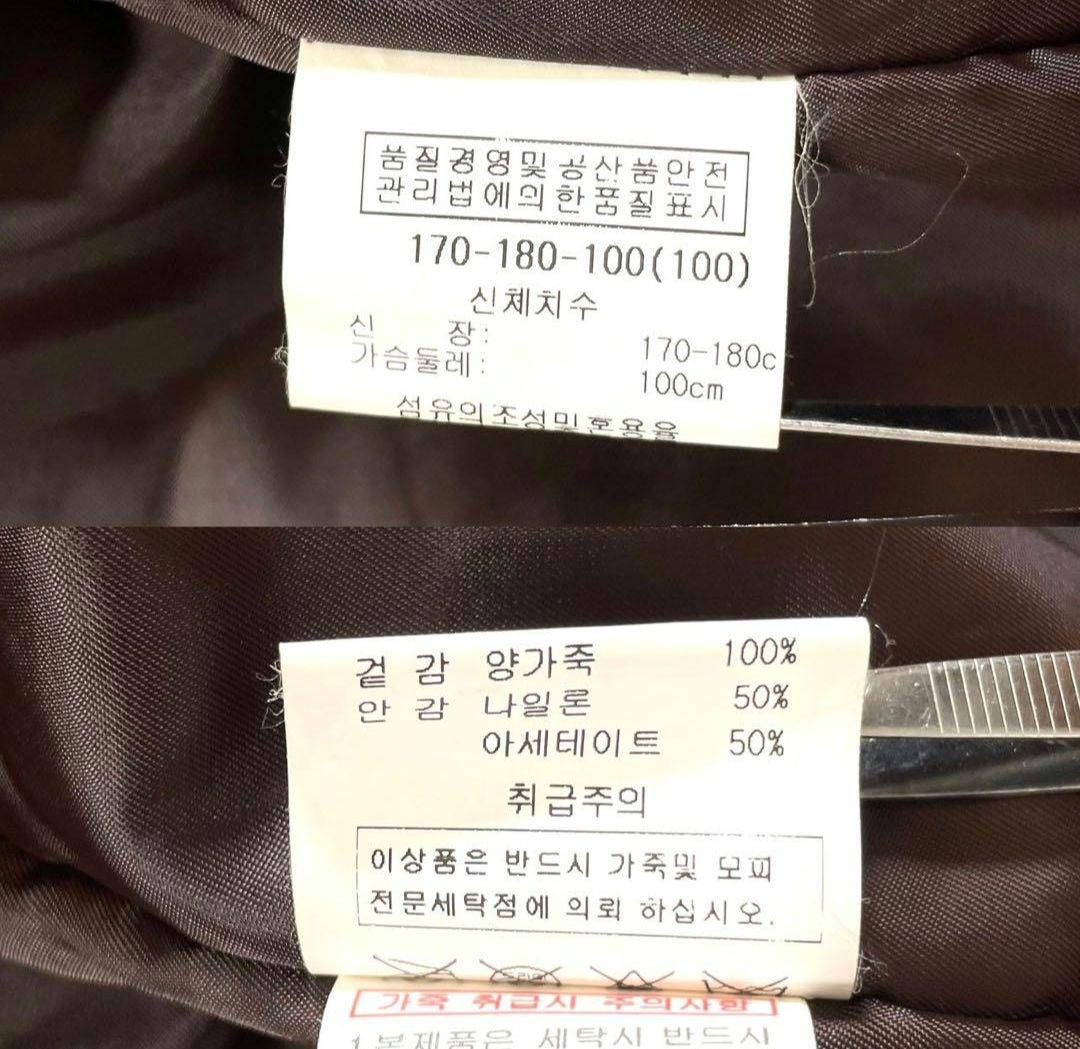 품질경영및 공산품안전
관리법에의한품질표시
170-180-100(100)
신체치수
신 장: 170-180c
가슴둘레: 100cm
섬유의조성및혼용율
겉 감 양가죽 100%
안 감 나일론 50%
아세테이트 50%
취급주의
이상품은 반드시 가죽및 모피
전문세탁점에 의뢰 하십시오.
가죽 취급시 주의사항
1.본제품은 세탁시 반드시